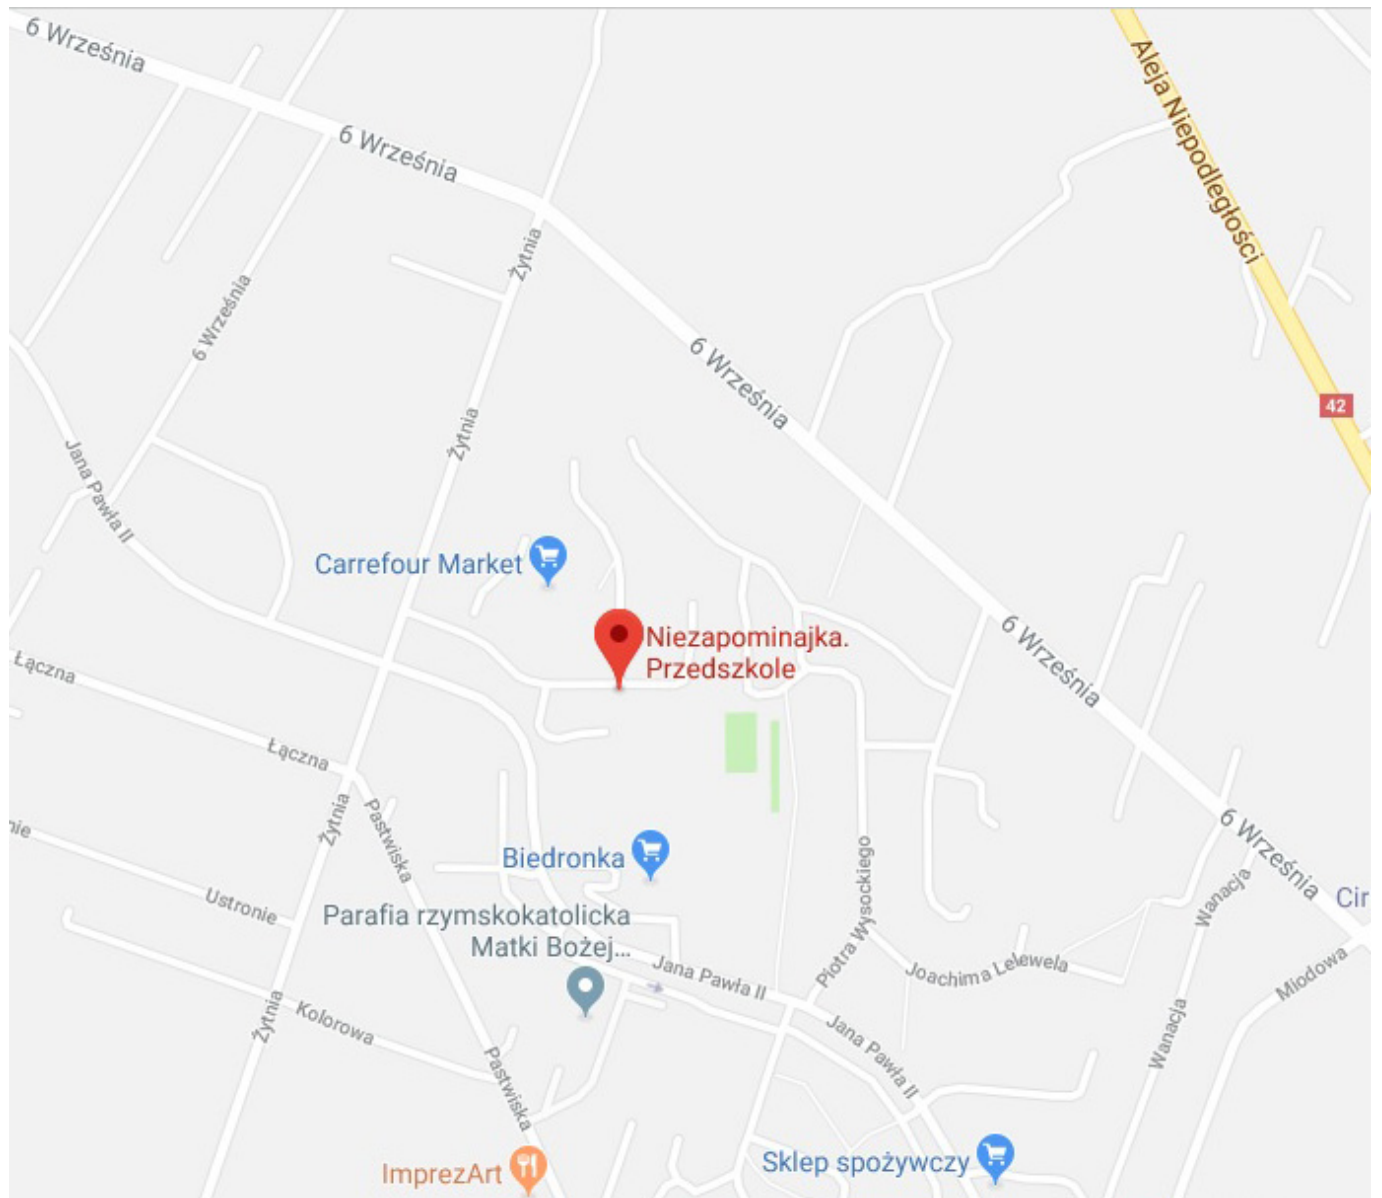 6 Września
Aleja Niepodległości
6 Września
Żytnia
6 Września
6 Września
42
Żytnia
Jana Pawła II
Carrefour Market
Niezapominajka.
Przedszkole
6 Września
Łączna
Łączna
Żytnia
Pastwiska
nie
Biedronka
Piotra Wysockiego
6 Września
Wanacja
Cir
Ustronie
Parafia rzymskokatolicka
Matki Bożej...
Jana Pawła II
Joachima Lelewela
Miodowa
Żytnia
Kolorowa
Jana Pawła II
Wanacja
Pastwiska
ImprezArt
Sklep spożywczy